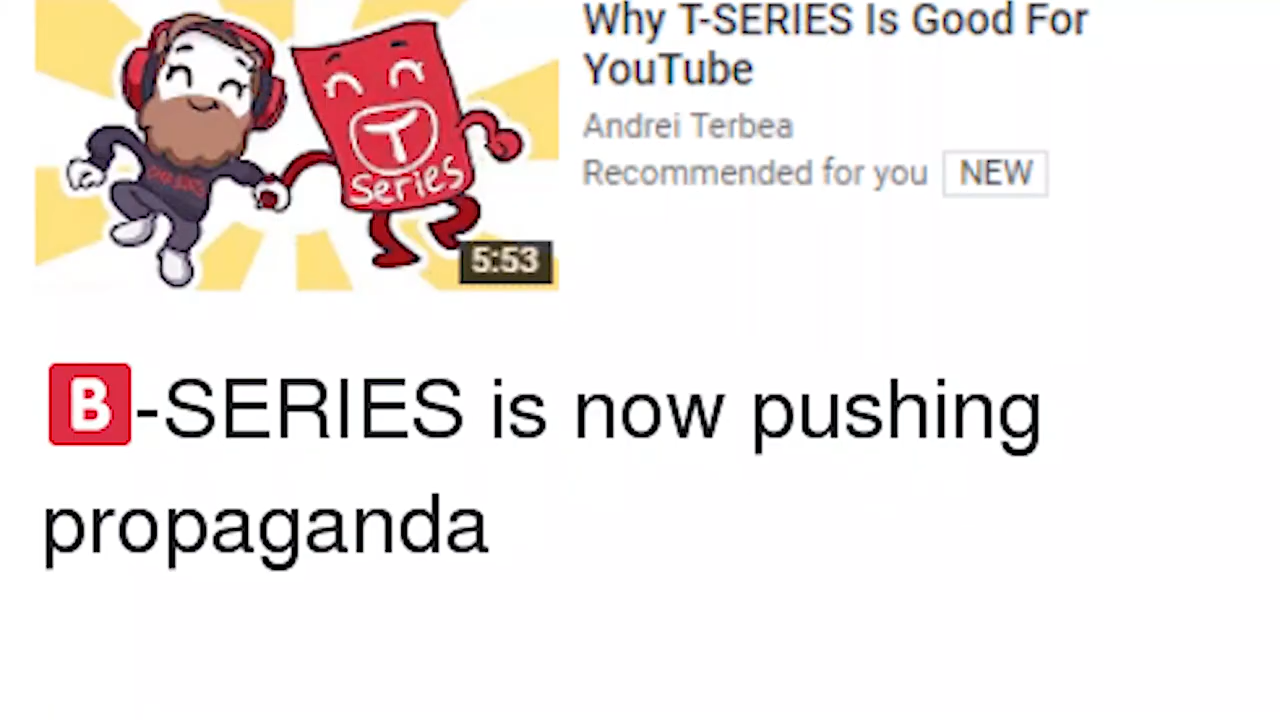 Why T-SERIES Is Good For
YouTube
Andrei Terbea
Recommended for you NEW
T
Series
5:53
🅱-SERIES is now pushing
propaganda